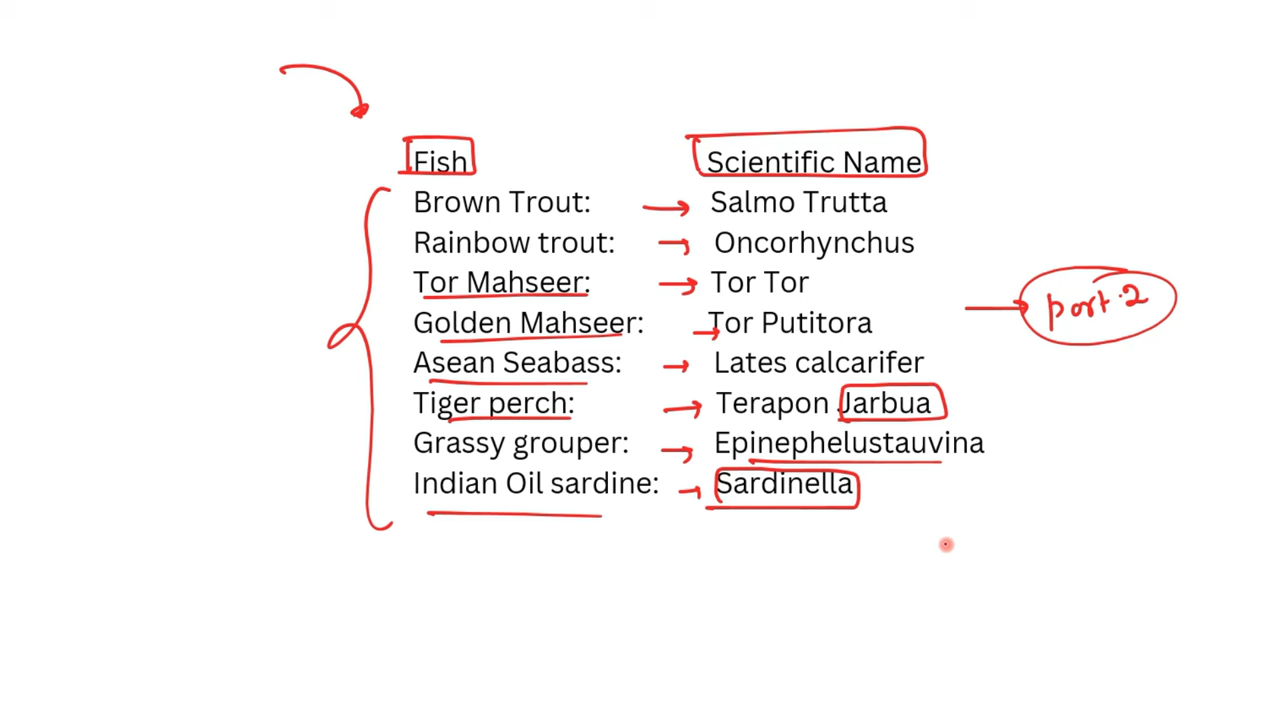 Fish Scientific Name
Brown Trout: Salmo Trutta
Rainbow trout: Oncorhynchus
Tor Mahseer: Tor Tor
Golden Mahseer: Tor Putitora
part.2
Asean Seabass: Lates calcarifer
Tiger perch: Terapon Jarbua
Grassy grouper: Epinephelustauvina
Indian Oil sardine: Sardinella